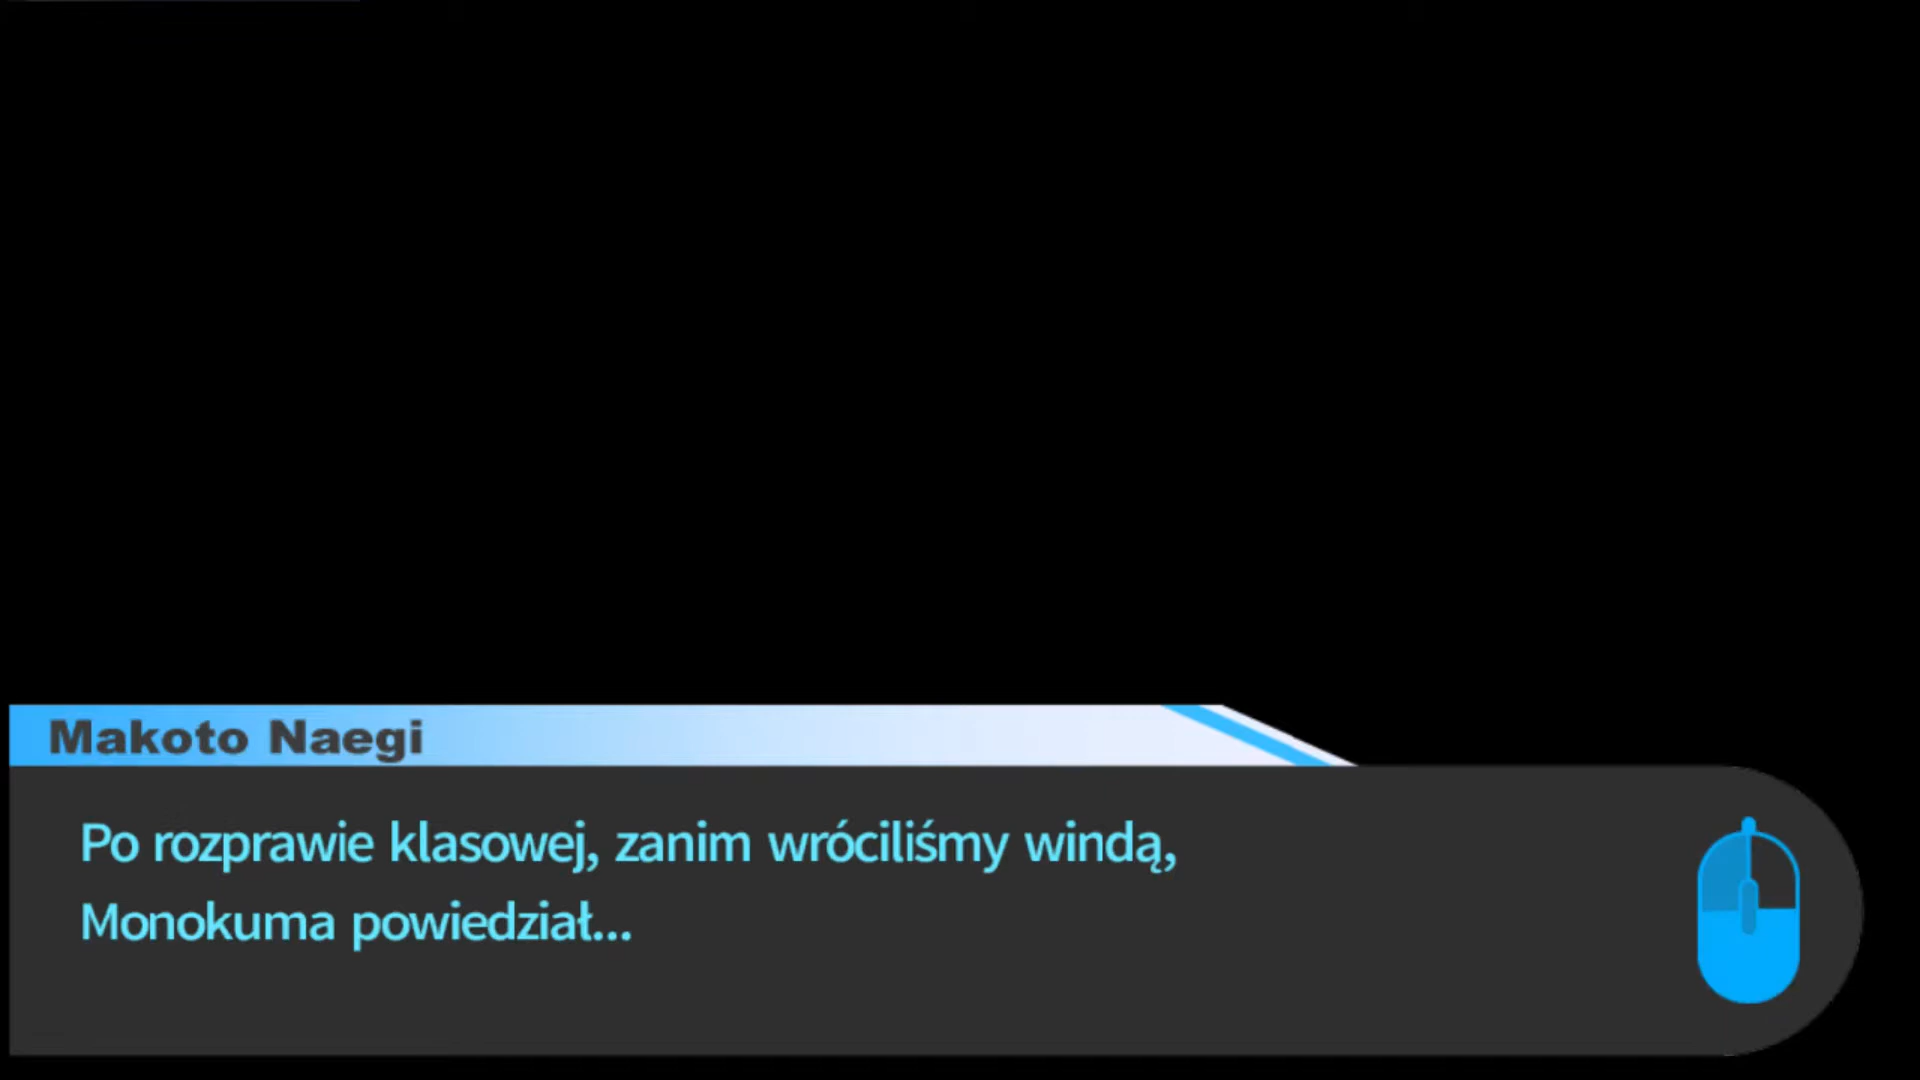 Makoto Naegi
Po rozprawie klasowej, zanim wróciliśmy windą,
Monokuma powiedział...